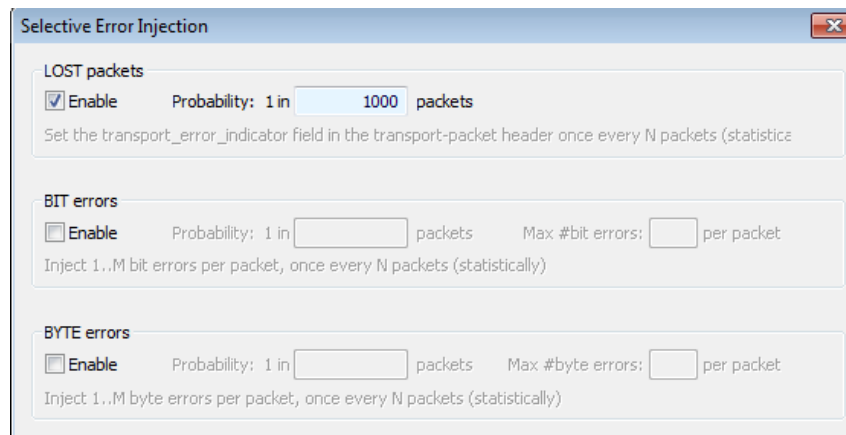 Selective Error Injection
LOST packets
Enable Probability: 1 in 1000 packets
Set the transport_error_indicator field in the transport-packet header once every N packets (statistica
BIT errors
Enable Probability: 1 in packets Max #bit errors: per packet
Inject 1..M bit errors per packet, once every N packets (statistically)
BYTE errors
Enable Probability: 1 in packets Max #byte errors: per packet
Inject 1..M byte errors per packet, once every N packets (statistically)